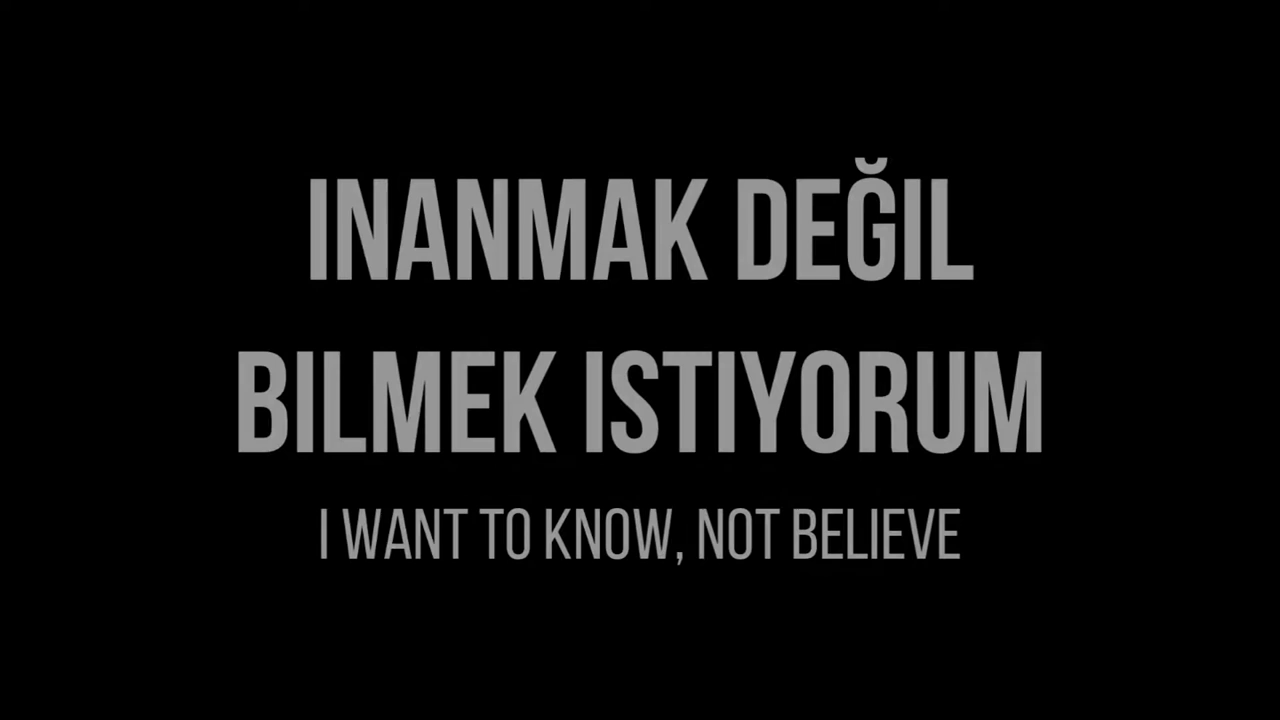 INANMAK DEĞIL
BILMEK ISTIYORUM
I WANT TO KNOW, NOT BELIEVE